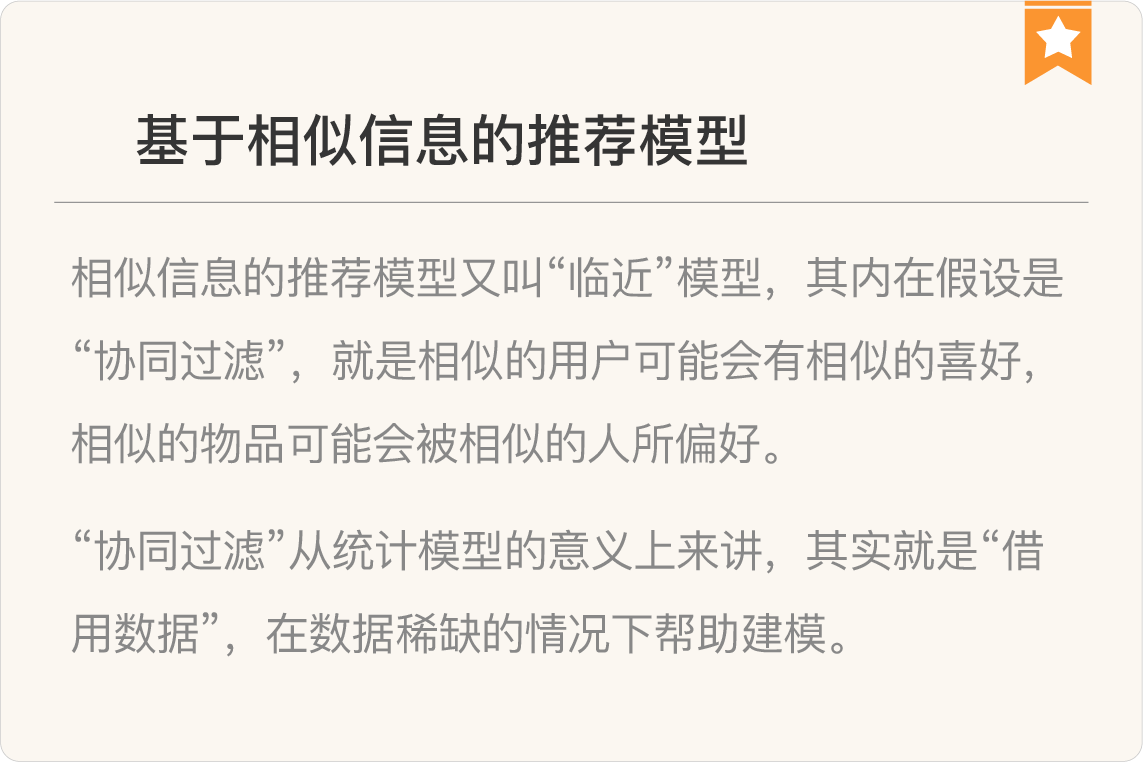 基于相似信息的推荐模型
相似信息的推荐模型又叫“临近”模型，其内在假设是
“协同过滤”，就是相似的用户可能会有相似的喜好，
相似的物品可能会被相似的人所偏好。
“协同过滤”从统计模型的意义上来讲，其实就是“借
用数据”，在数据稀缺的情况下帮助建模。